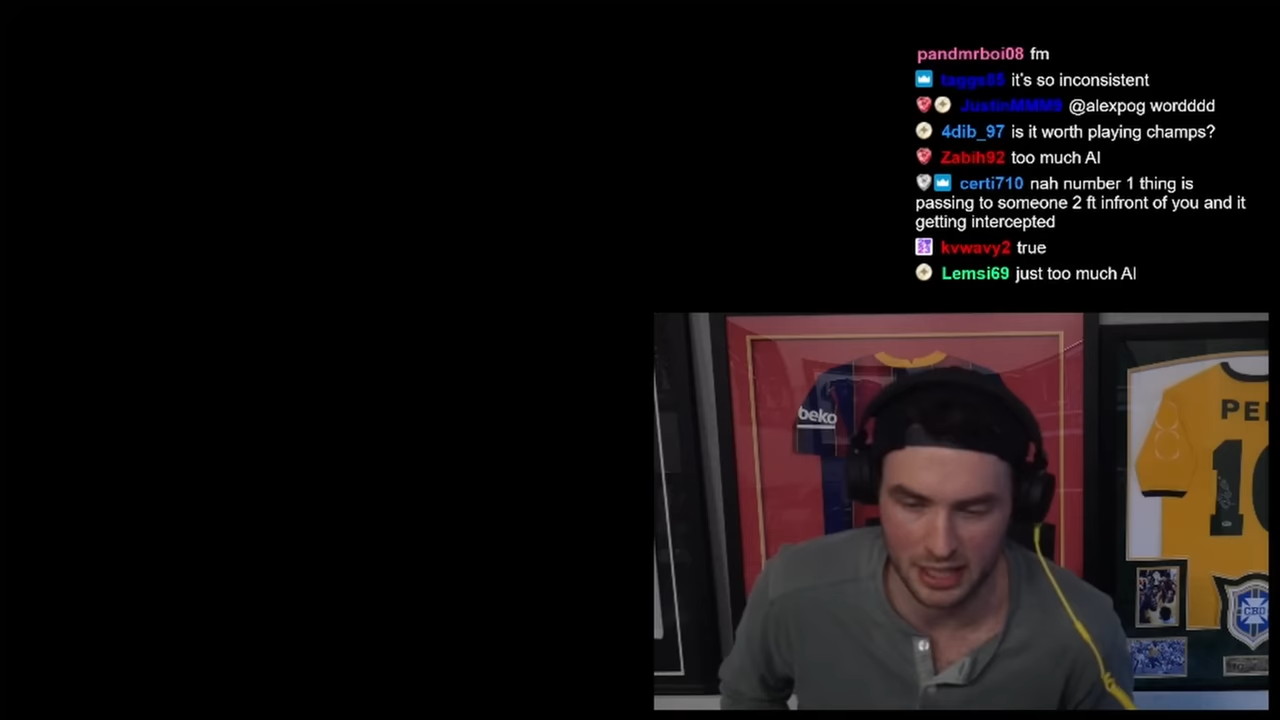 pandmrboi08 fm
taggs85 it's so inconsistent
JustinMMM9 @alexpog wordddd
4dib_97 is it worth playing champs?
Zabih92 too much AI
certi710 nah number 1 thing is
passing to someone 2 ft infront of you and it
getting intercepted
kvwavy2 true
Lemsi69 just too much AI
beko
10
CBD